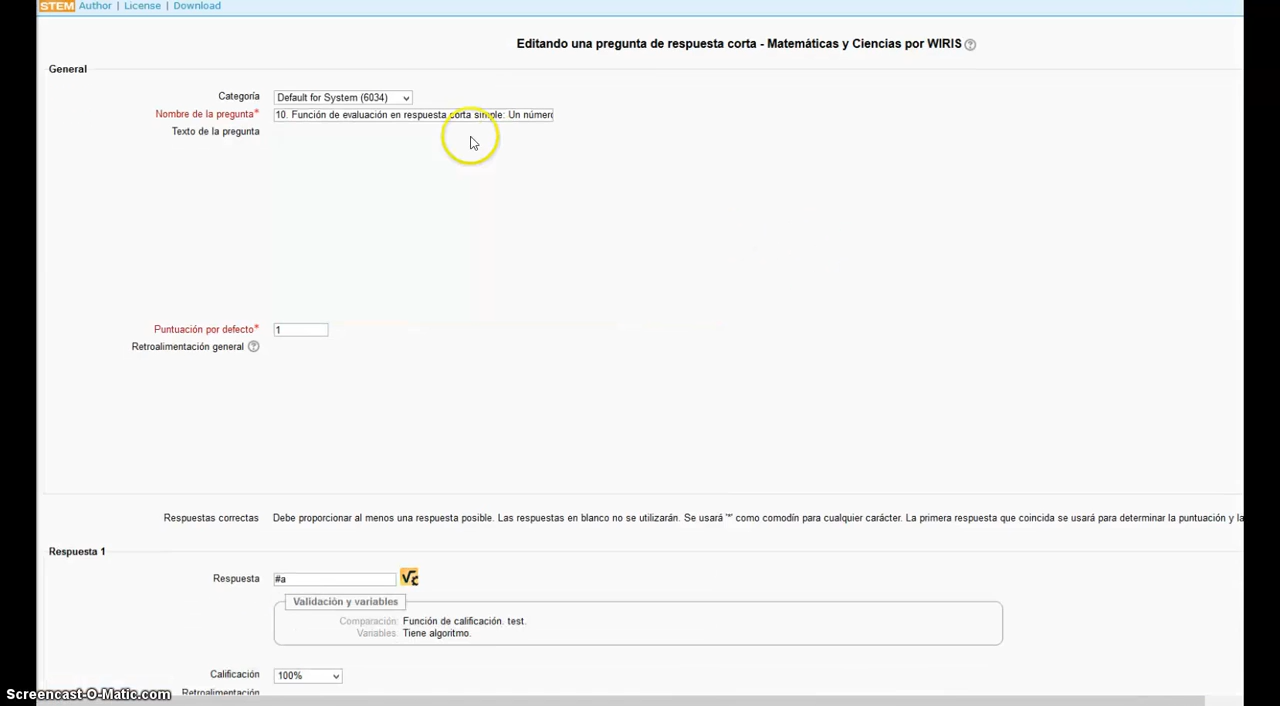 STEM Author | License | Download
Editando una pregunta de respuesta corta - Matemáticas y Ciencias por WIRIS ?
General
Categoría Default for System (6034)
Nombre de la pregunta* 10. Función de evaluación en respuesta corta simple: Un número
Texto de la pregunta
Puntuación por defecto* 1
Retroalimentación general ?
Respuestas correctas Debe proporcionar al menos una respuesta posible. Las respuestas en blanco no se utilizarán. Se usará '*' como comodín para cualquier carácter. La primera respuesta que coincida se usará para determinar la puntuación y la
Respuesta 1
Respuesta #a
Validación y variables
Comparación: Función de calificación. test.
Variables: Tiene algoritmo.
Calificación 100%
Retroalimentación
Screencast-O-Matic.com